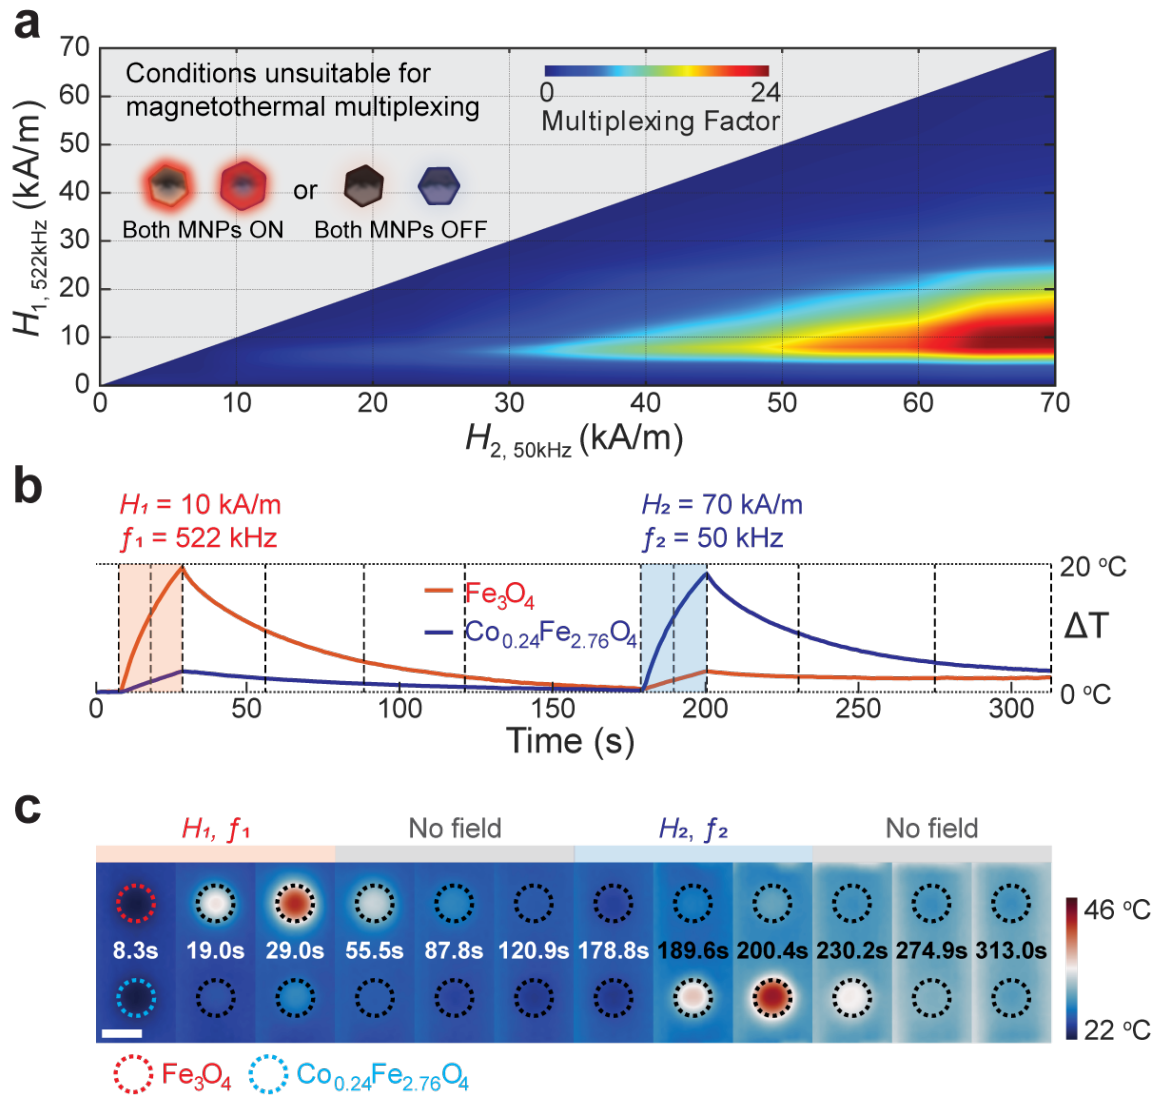 a
70
60
50
40
30
20
10
0
H1, 522kHz (kA/m)
Conditions unsuitable for
magnetothermal multiplexing
or
Both MNPs ON Both MNPs OFF
0 24
Multiplexing Factor
0 10 20 30 40 50 60 70
H2, 50kHz (kA/m)
b
H1 = 10 kA/m
f1 = 522 kHz
H2 = 70 kA/m
f2 = 50 kHz
Fe3O4
Co0.24Fe2.76O4
20 °C
ΔT
0 °C
0 50 100 150 200 250 300
Time (s)
c
H1, f1 No field H2, f2 No field
8.3s 19.0s 29.0s 55.5s 87.8s 120.9s 178.8s 189.6s 200.4s 230.2s 274.9s 313.0s
46 °C
22 °C
Fe3O4 Co0.24Fe2.76O4